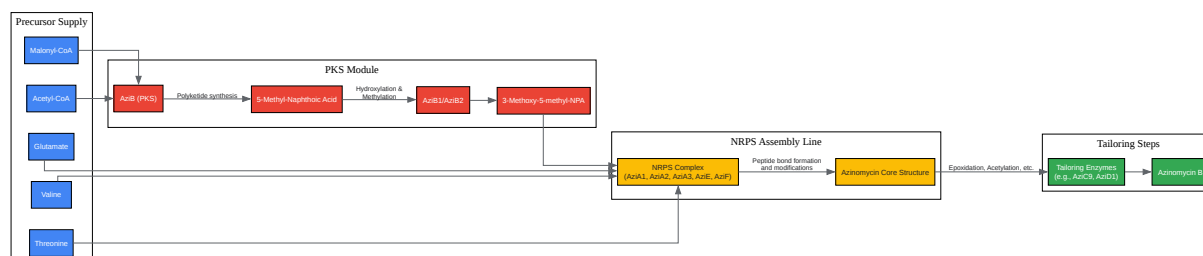 Precursor Supply
Malonyl-CoA
Acetyl-CoA
Glutamate
Valine
Threonine
PKS Module
AziB (PKS)
Polyketide synthesis
5-Methyl-Naphthoic Acid
Hydroxylation &
Methylation
AziB1/AziB2
3-Methoxy-5-methyl-NPA
NRPS Assembly Line
NRPS Complex
(AziA1, AziA2, AziA3, AziE, AziF)
Peptide bond formation
and modifications
Azinomycin Core Structure
Epoxidation, Acetylation, etc.
Tailoring Steps
Tailoring Enzymes
(e.g., AziC9, AziD1)
Azinomycin B